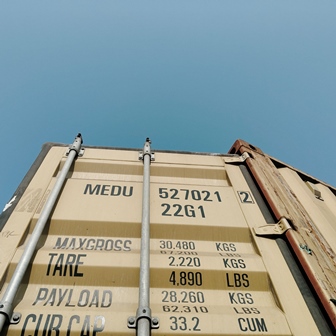 MEDU 527021 2
22G1
MAXGROSS 30.480 KGS
67.200 LBS
TARE 2.220 KGS
4.890 LBS
PAYLOAD 28.260 KGS
62.310 LBS
CUB CAP 33.2 CUM